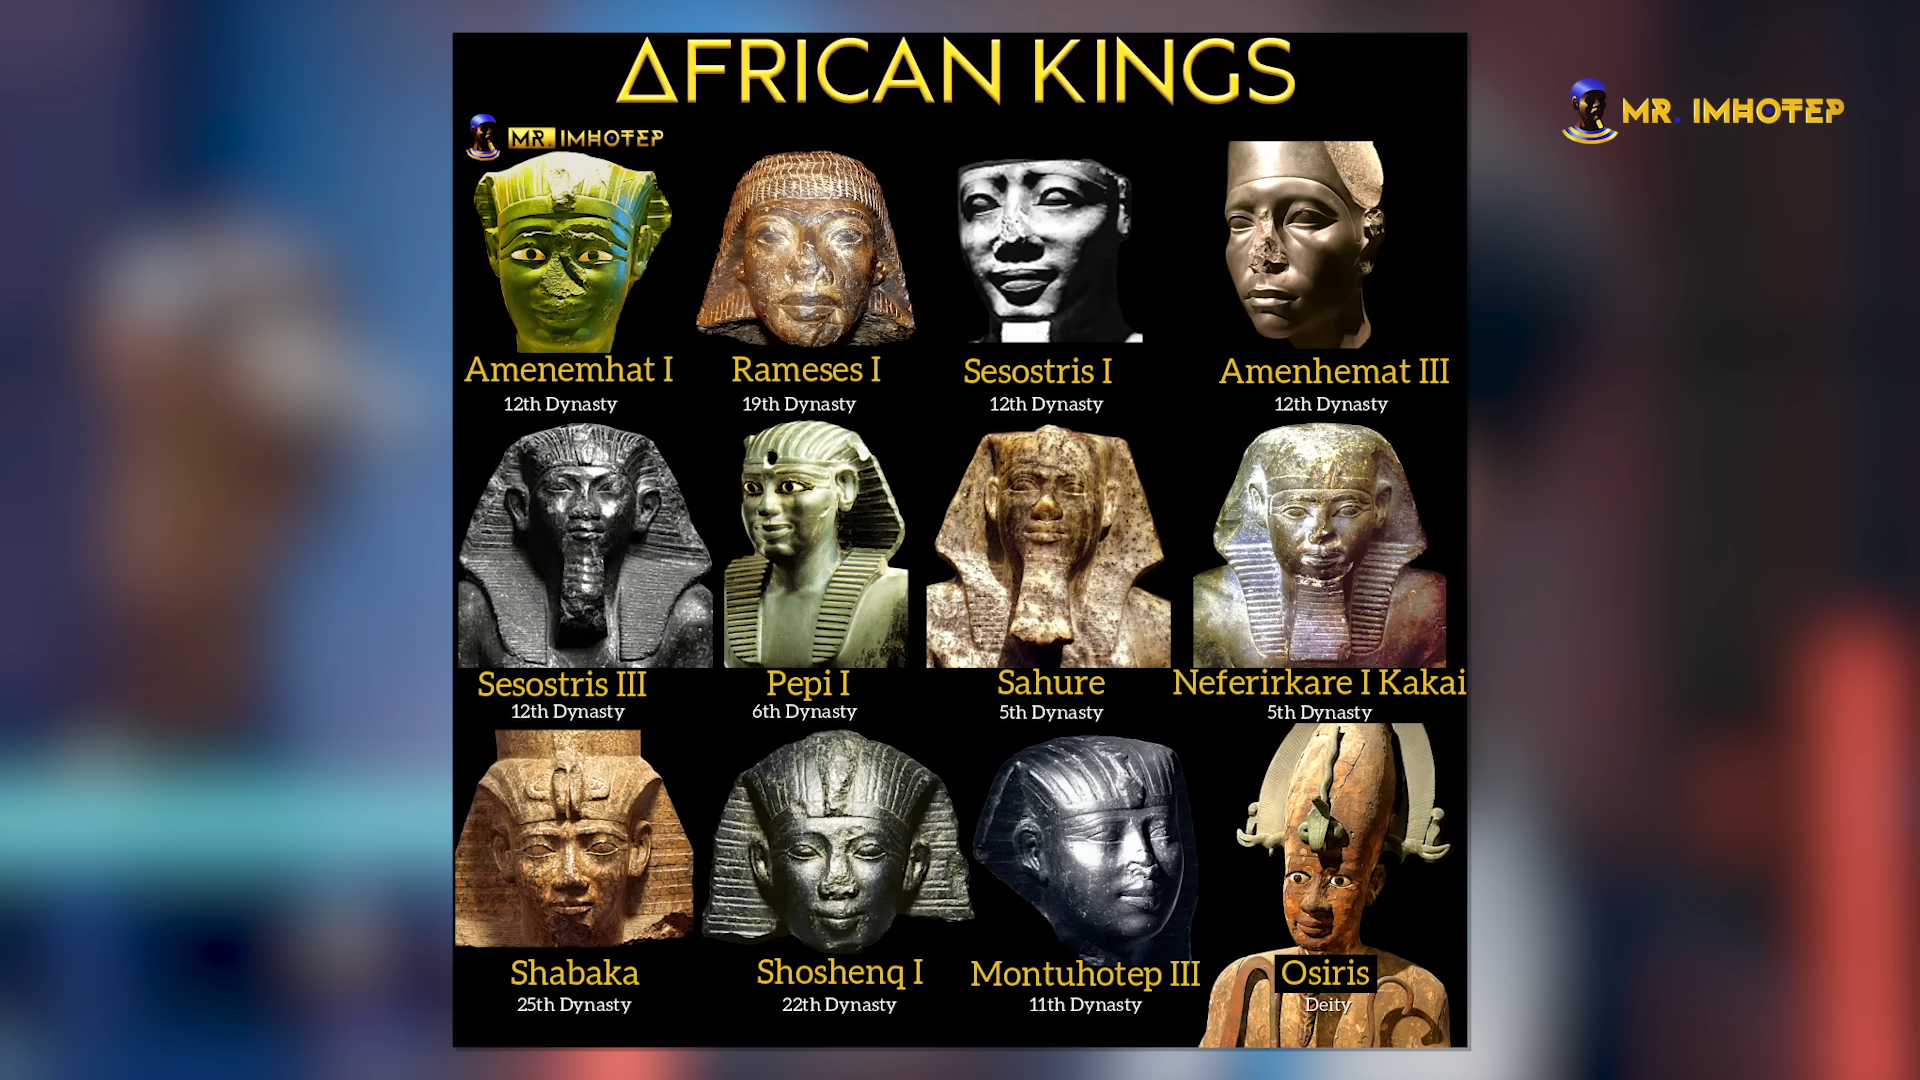 AFRICAN KINGS
MR. IMHOTEP
MR. IMHOTEP
Amenemhat I
12th Dynasty
Rameses I
19th Dynasty
Sesostris I
12th Dynasty
Amenhemat III
12th Dynasty
Sesostris III
12th Dynasty
Pepi I
6th Dynasty
Sahure
5th Dynasty
Neferirkare I Kakai
5th Dynasty
Shabaka
25th Dynasty
Shoshenq I
22th Dynasty
Montuhotep III
11th Dynasty
Osiris
Deity